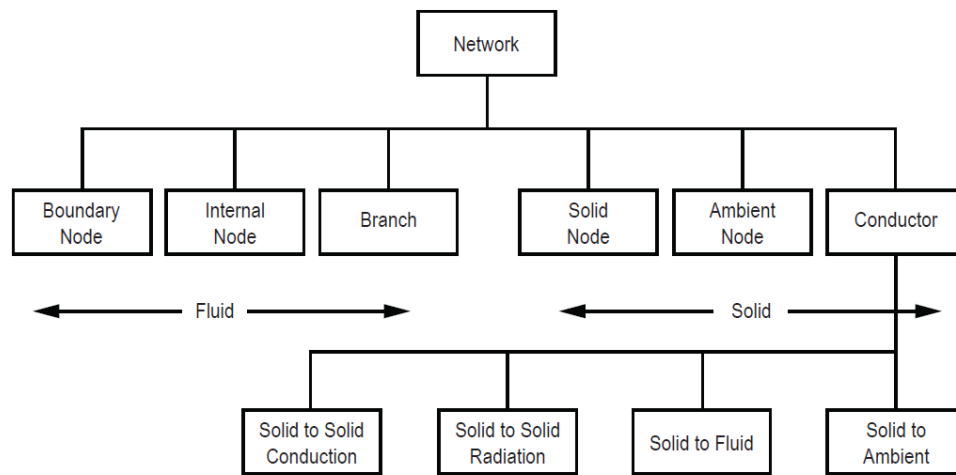 Network
Boundary
Node
Internal
Node
Branch
Solid
Node
Ambient
Node
Conductor
Fluid
Solid
Solid to Solid
Conduction
Solid to Solid
Radiation
Solid to Fluid
Solid to
Ambient